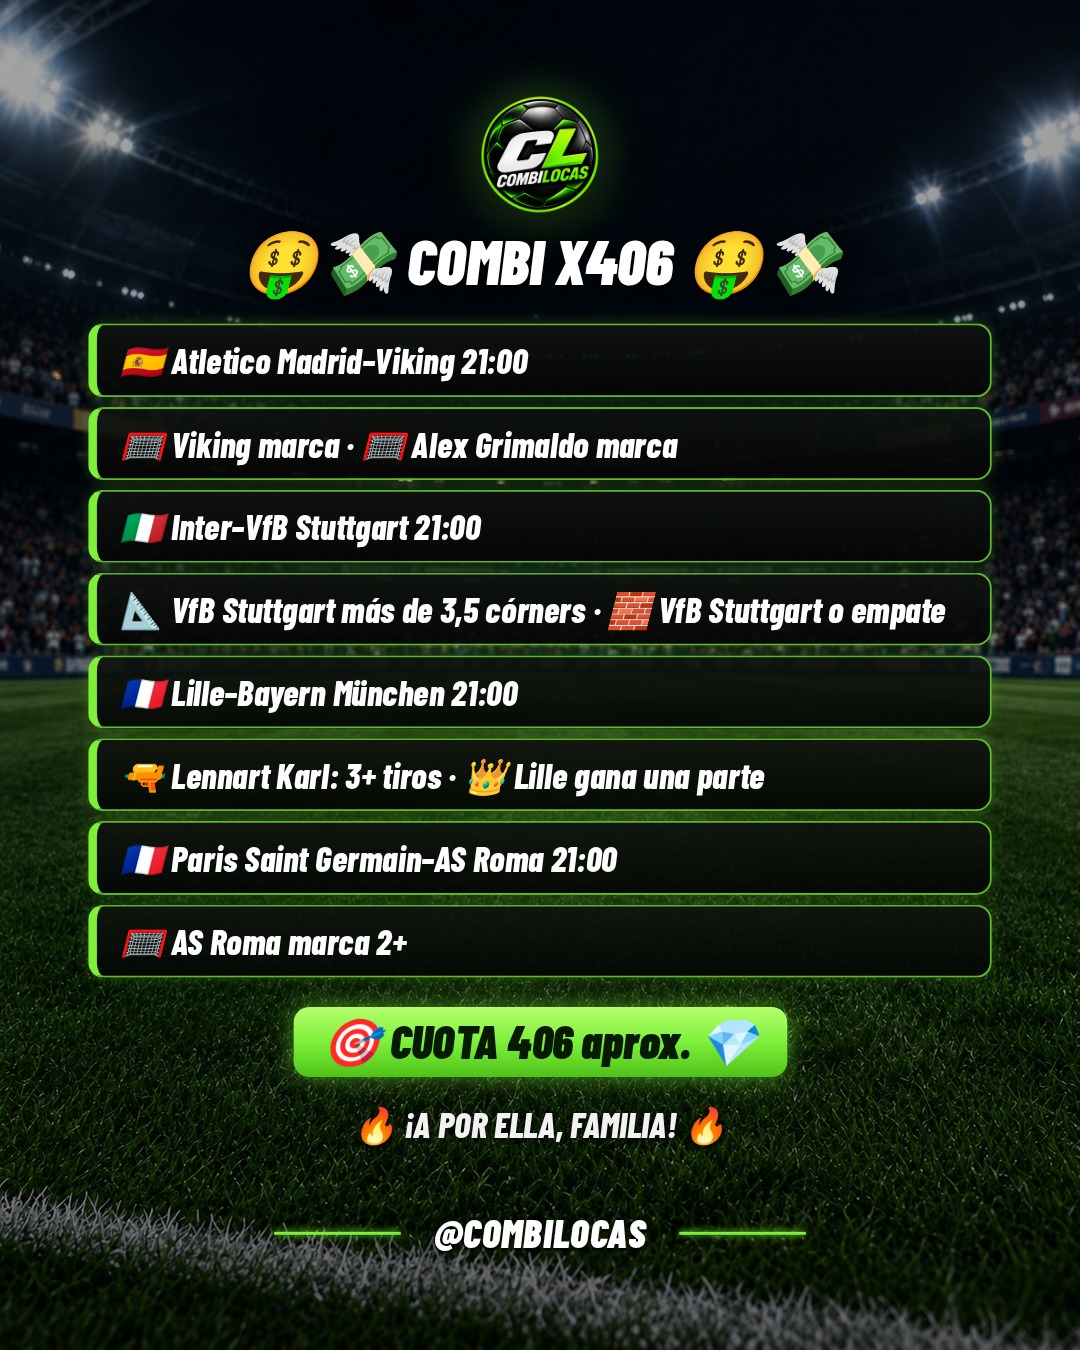 CL
COMBILOCAS
🤑💸 COMBI X406 🤑💸
🇪🇸 Atletico Madrid-Viking 21:00
🥅 Viking marca · 🥅 Alex Grimaldo marca
🇮🇹 Inter-VfB Stuttgart 21:00
📐 VfB Stuttgart más de 3,5 córners · 🧱 VfB Stuttgart o empate
🇫🇷 Lille-Bayern München 21:00
🔫 Lennart Karl: 3+ tiros · 👑 Lille gana una parte
🇫🇷 Paris Saint Germain-AS Roma 21:00
🥅 AS Roma marca 2+
🎯 CUOTA 406 aprox. 💎
🔥 ¡A POR ELLA, FAMILIA! 🔥
@COMBILOCAS